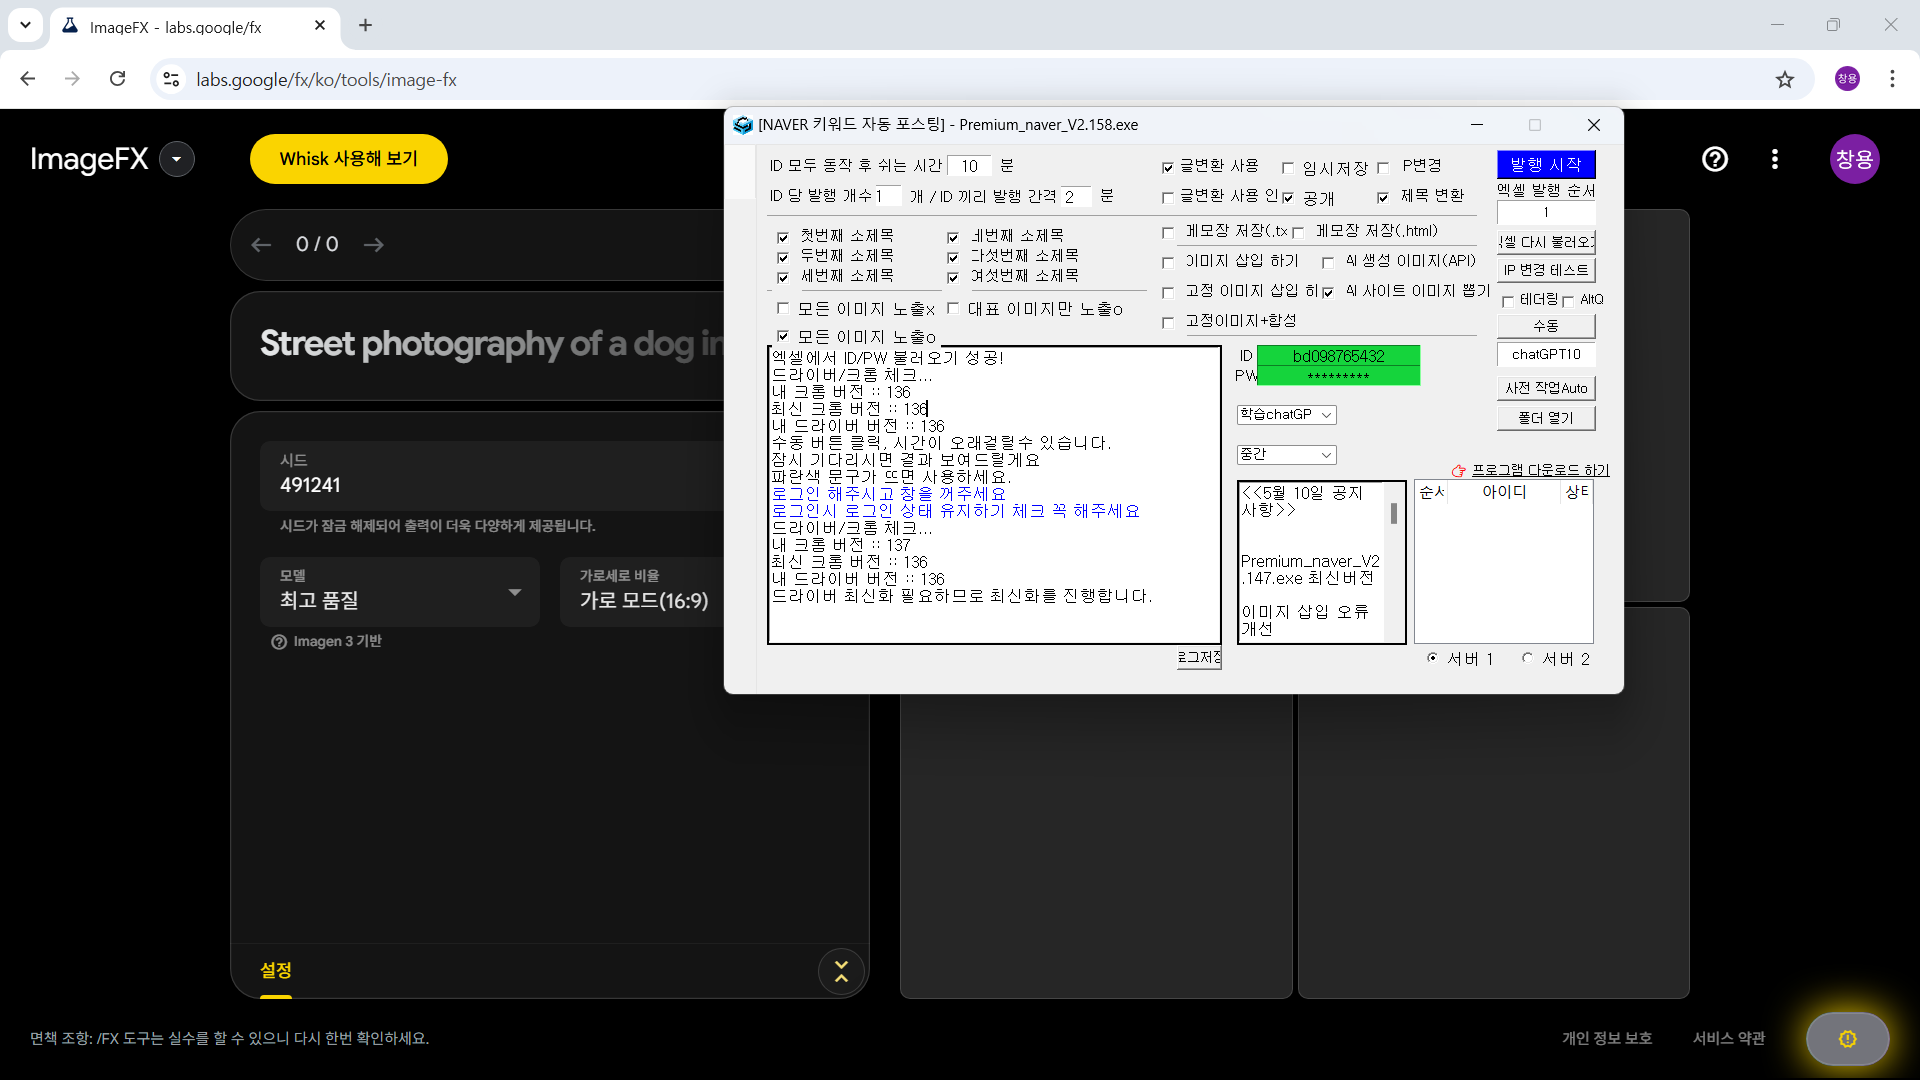 ImageFX - labs.google/fx
labs.google/fx/ko/tools/image-fx
창용
ImageFX
Whisk 사용해 보기
창용
0 / 0
Street photography of a dog in
시드
491241
시드가 잠금 해제되어 출력이 더욱 다양하게 제공됩니다.
모델
최고 품질
가로세로 비율
가로 모드(16:9)
Imagen 3 기반
설정
면책 조항: /FX 도구는 실수를 할 수 있으니 다시 한번 확인하세요.
개인 정보 보호
서비스 약관
[NAVER 키워드 자동 포스팅] - Premium_naver_V2.158.exe
ID 모두 동작 후 쉬는 시간 10 분
ID 당 발행 개수 1 개 / ID 끼리 발행 간격 2 분
첫번째 소제목
두번째 소제목
세번째 소제목
네번째 소제목
다섯번째 소제목
여섯번째 소제목
모든 이미지 노출x
대표 이미지만 노출o
모든 이미지 노출o
글변환 사용
임시저장
IP변경
글변환 사용 인
공개
제목 변환
메모장 저장(.tx
메모장 저장(.html)
이미지 삽입 하기
AI 생성 이미지(API)
고정 이미지 삽입 하
AI 사이트 이미지 뽑기
고정이미지+합성
발행 시작
엑셀 발행 순서
1
엑셀 다시 불러오기
IP 변경 테스트
테더링
AltQ
수동
chatGPT10
사전 작업Auto
폴더 열기
엑셀에서 ID/PW 불러오기 성공!
드라이버/크롬 체크...
내 크롬 버전 :: 136
최신 크롬 버전 :: 136
내 드라이버 버전 :: 136
수동 버튼 클릭, 시간이 오래걸릴수 있습니다.
잠시 기다리시면 결과 보여드릴게요
파란색 문구가 뜨면 사용하세요.
로그인 해주시고 창을 꺼주세요
로그인시 로그인 상태 유지하기 체크 꼭 해주세요
드라이버/크롬 체크...
내 크롬 버전 :: 137
최신 크롬 버전 :: 136
내 드라이버 버전 :: 136
드라이버 최신화 필요하므로 최신화를 진행합니다.
로그저장
ID bd098765432
PW *********
학습chatGP
중간
프로그램 다운로드 하기
<<5월 10일 공지
사항>>
Premium_naver_V2
.147.exe 최신버전
이미지 삽입 오류
개선
순서
아이디
상태
서버 1
서버 2